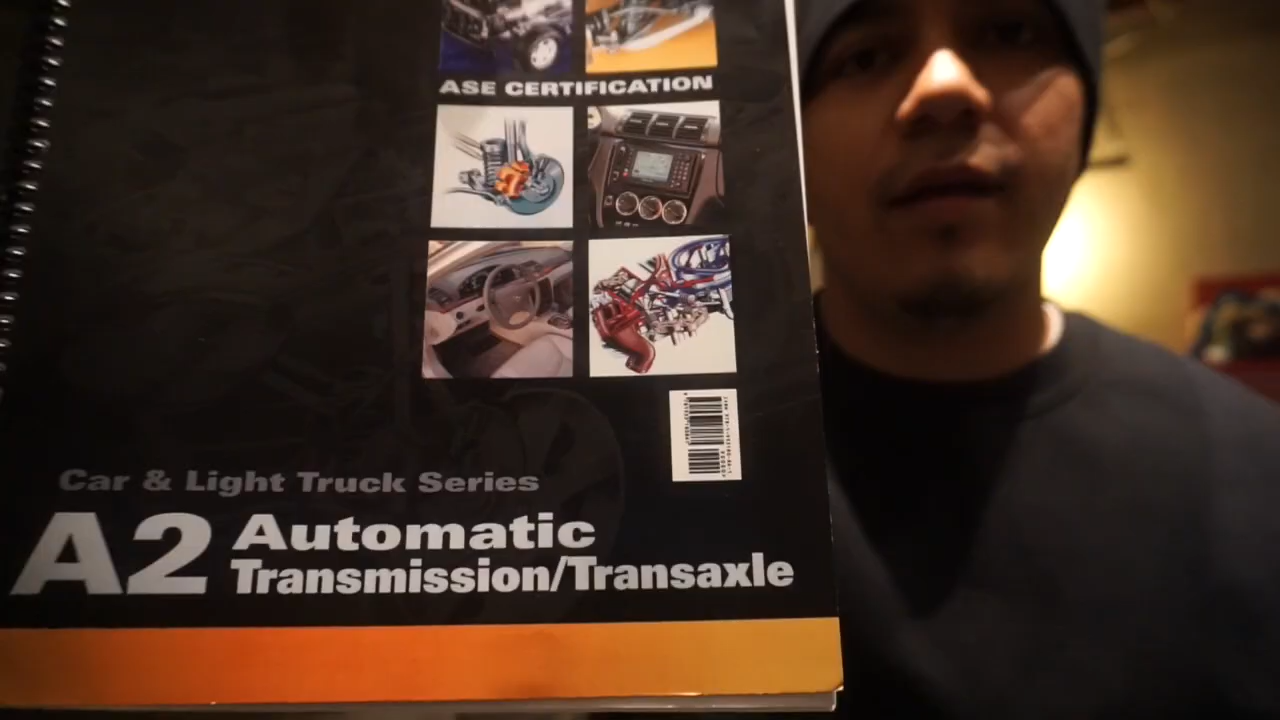 ASE CERTIFICATION
Car & Light Truck Series
A2 Automatic
Transmission/Transaxle